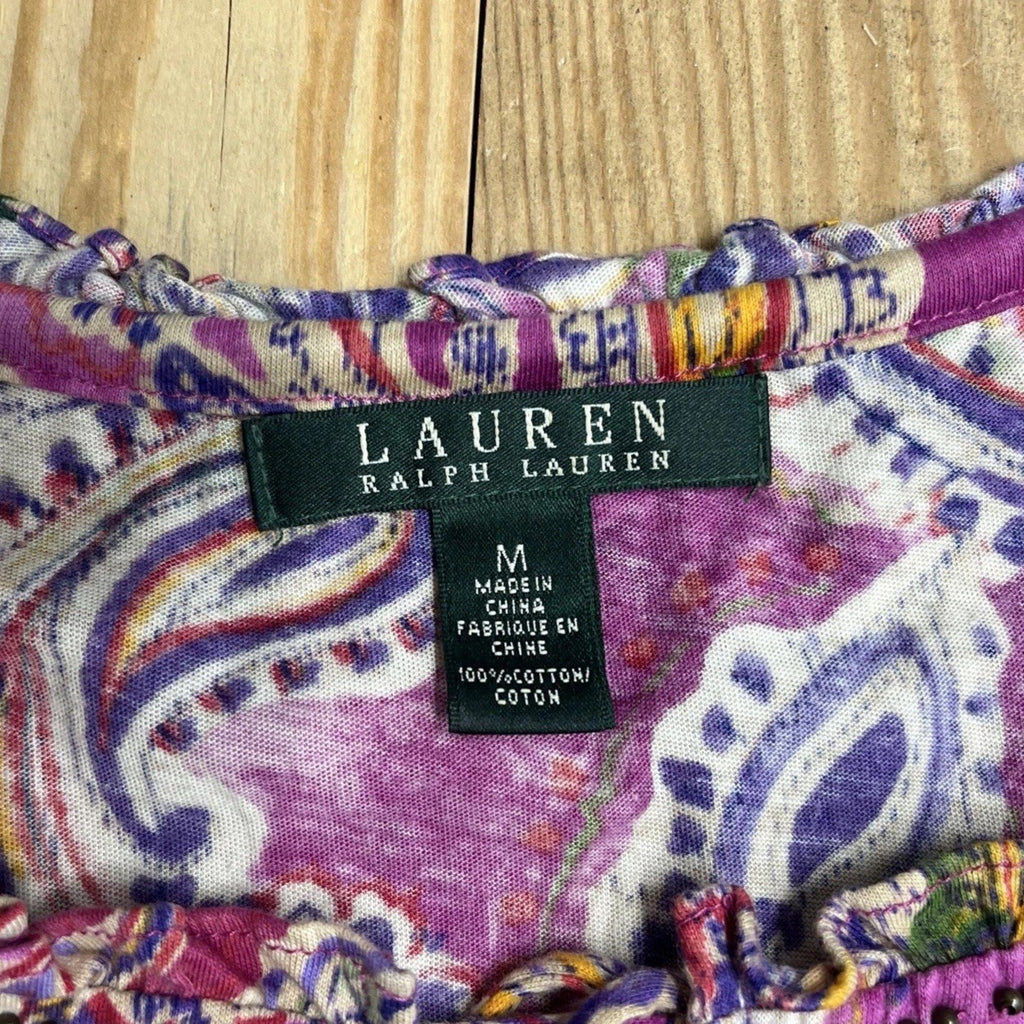 LAUREN
RALPH LAUREN
M
MADE IN
CHINA
FABRIQUE EN
CHINE
100%COTTON/
COTON